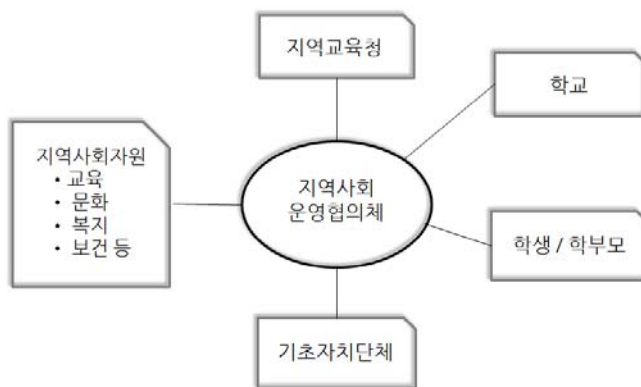 지역교육청
학교
지역사회자원
• 교육
• 문화
• 복지
• 보건 등
지역사회
운영협의체
학생 / 학부모
기초자치단체